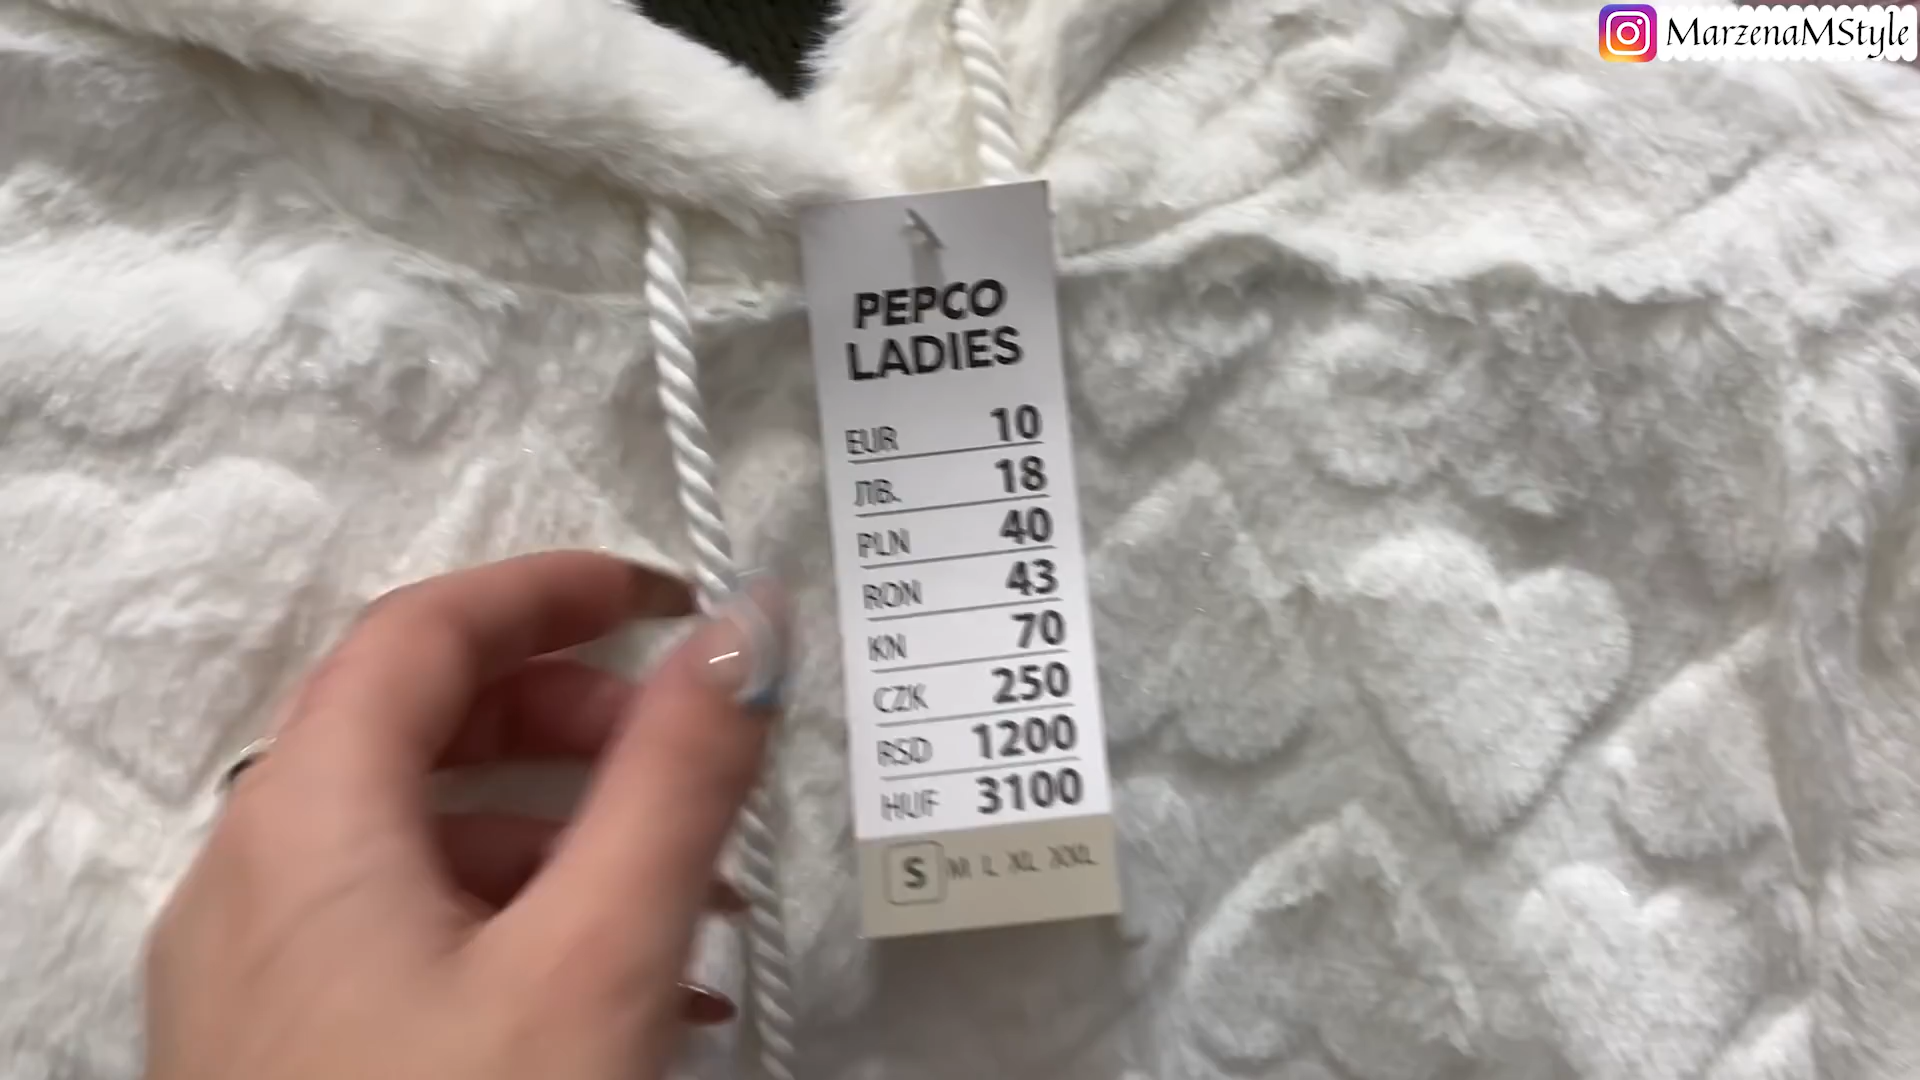 MarzenaMStyle
PEPCO
LADIES
EUR 10
ЛВ. 18
PLN 40
RON 43
KN 70
CZK 250
RSD 1200
HUF 3100
S M L XL XXL